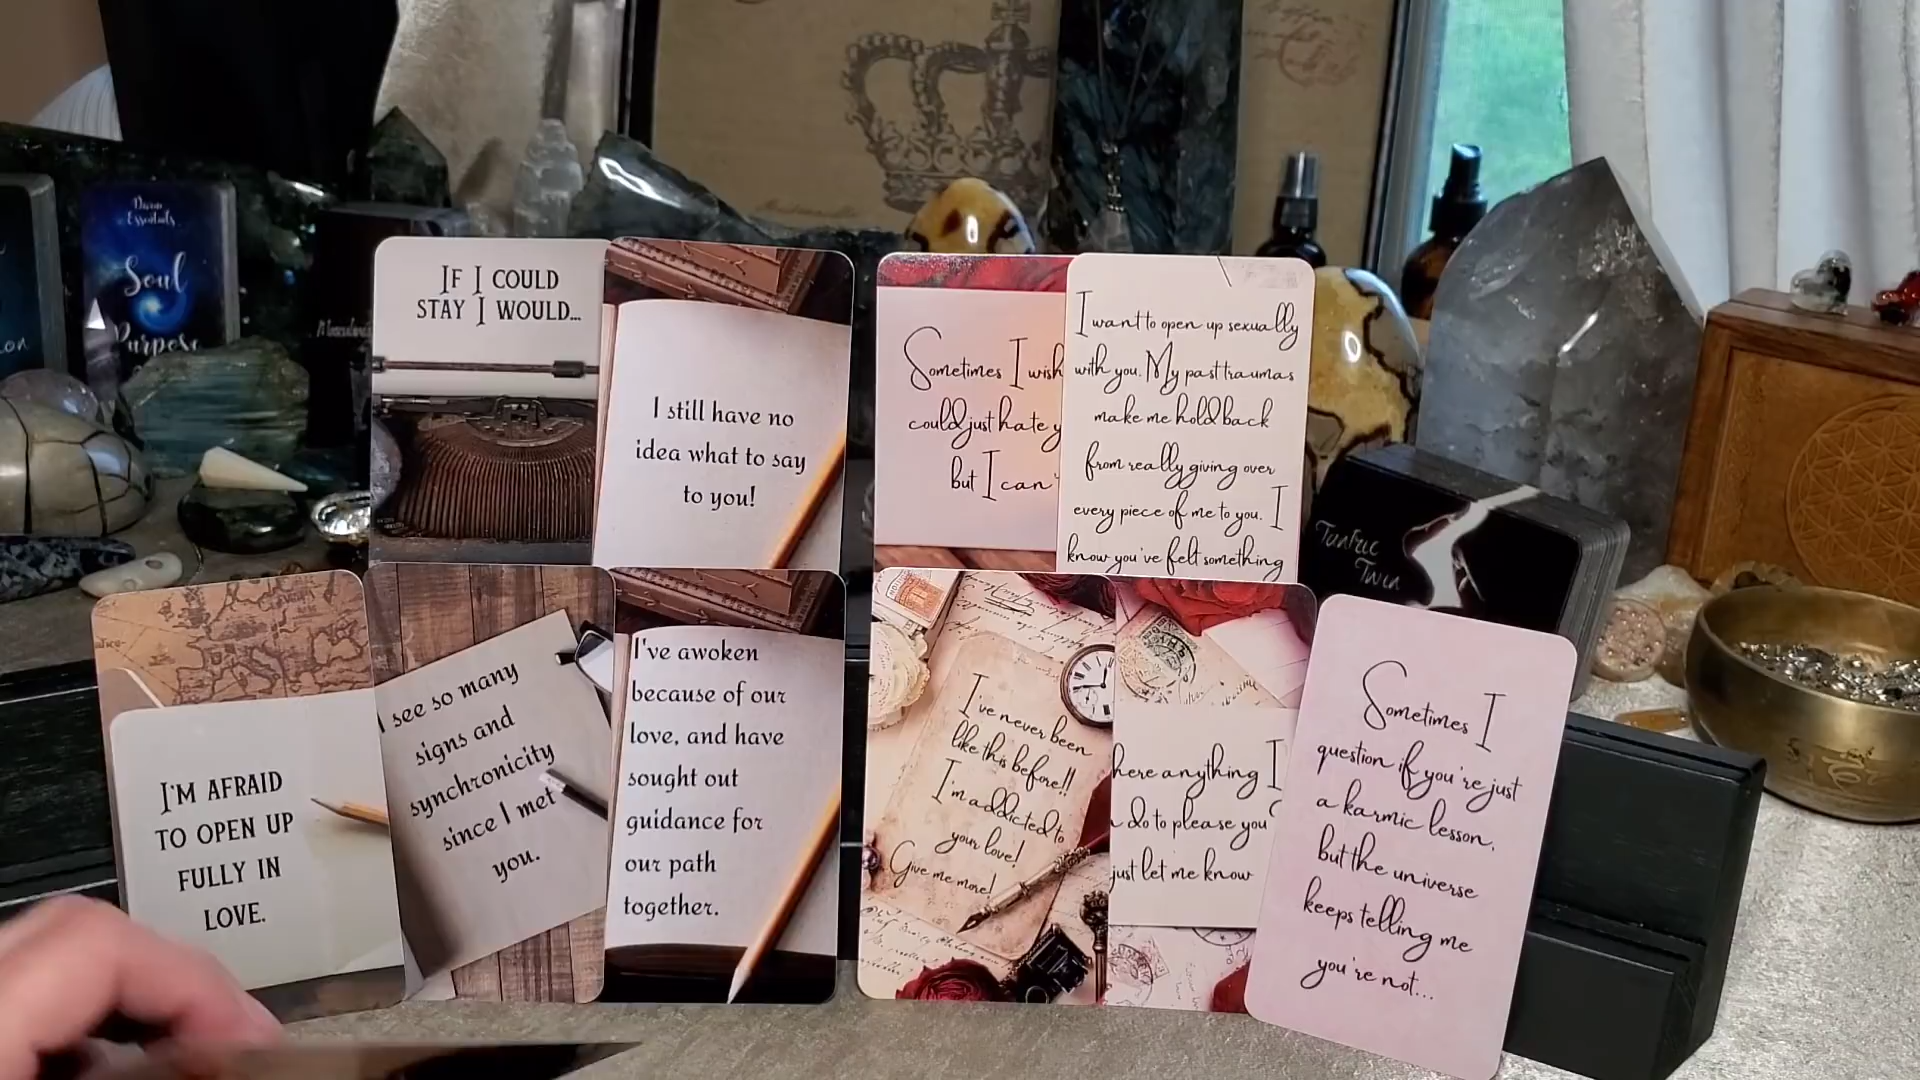 Divine
Essentials
Soul
Purpose
IF I COULD
STAY I WOULD...
I still have no
idea what to say
to you!
Sometimes I wish
could just hate y
but I can'
I want to open up sexually
with you. My past traumas
make me hold back
from really giving over
every piece of me to you. I
know you've felt something
Tantric
Twin
I'M AFRAID
TO OPEN UP
FULLY IN
LOVE.
I see so many
signs and
synchronicity
since I met
you.
I've awoken
because of our
love, and have
sought out
guidance for
our path
together.
I've never been
like this before!!
I'm addicted to
your love!
Give me more!
here anything I
do to please you
just let me know
Sometimes I
question if you're just
a karmic lesson,
but the universe
keeps telling me
you're not...